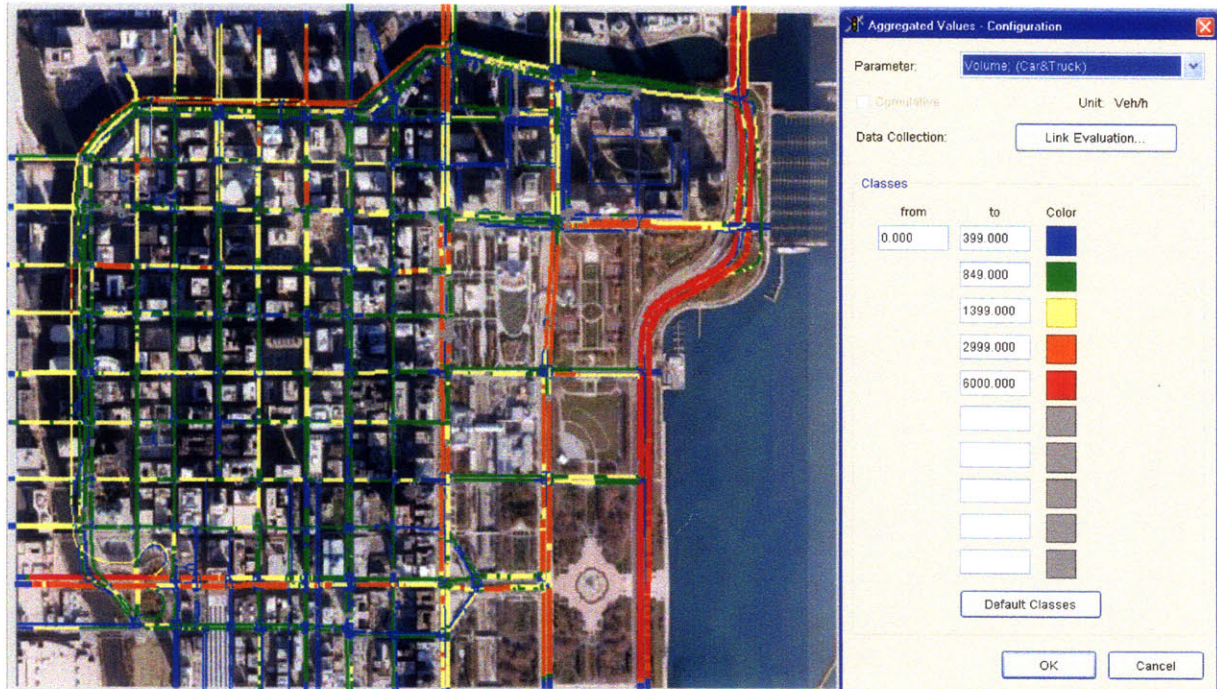 Aggregated Values - Configuration
Parameter: Volume; (Car&Truck)
Cumulative Unit: Veh/h
Data Collection: Link Evaluation...
Classes
from to Color
0.000 399.000
849.000
1399.000
2999.000
6000.000
Default Classes
OK Cancel